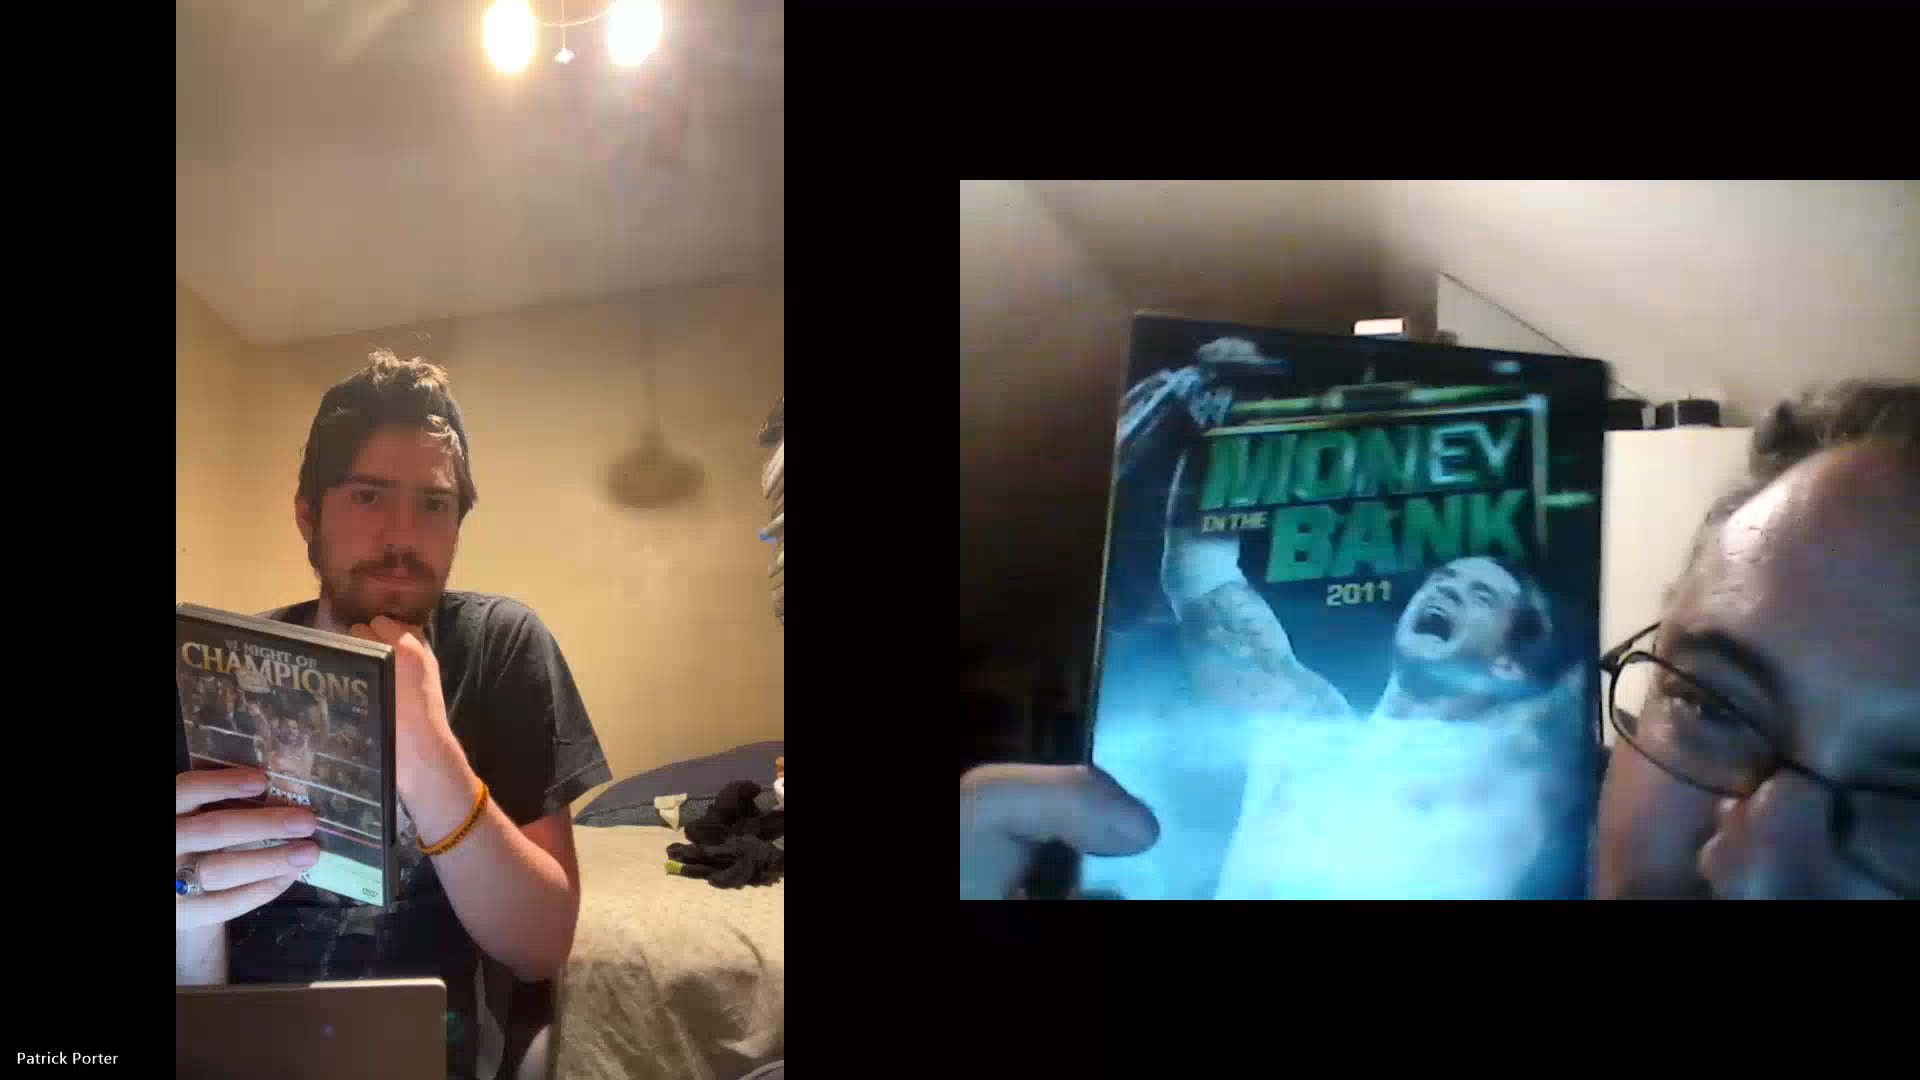 NIGHT OF
CHAMPIONS
MONEY
IN THE
BANK
2011
Patrick Porter